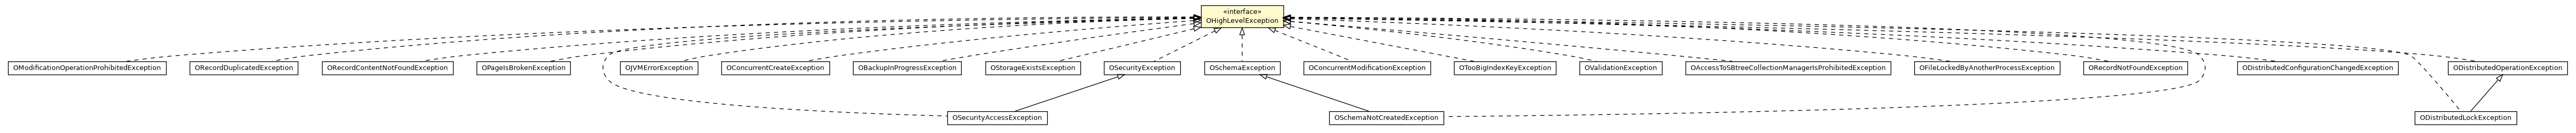 «interface»
OHighLevelException
OModificationOperationProhibitedException
ORecordDuplicatedException
ORecordContentNotFoundException
OPageIsBrokenException
OJVMErrorException
OConcurrentCreateException
OBackupInProgressException
OStorageExistsException
OSecurityException
OSchemaException
OConcurrentModificationException
OTooBigIndexKeyException
OValidationException
OAccessToSBtreeCollectionManagerIsProhibitedException
OFileLockedByAnotherProcessException
ORecordNotFoundException
ODistributedConfigurationChangedException
ODistributedOperationException
OSecurityAccessException
OSchemaNotCreatedException
ODistributedLockException